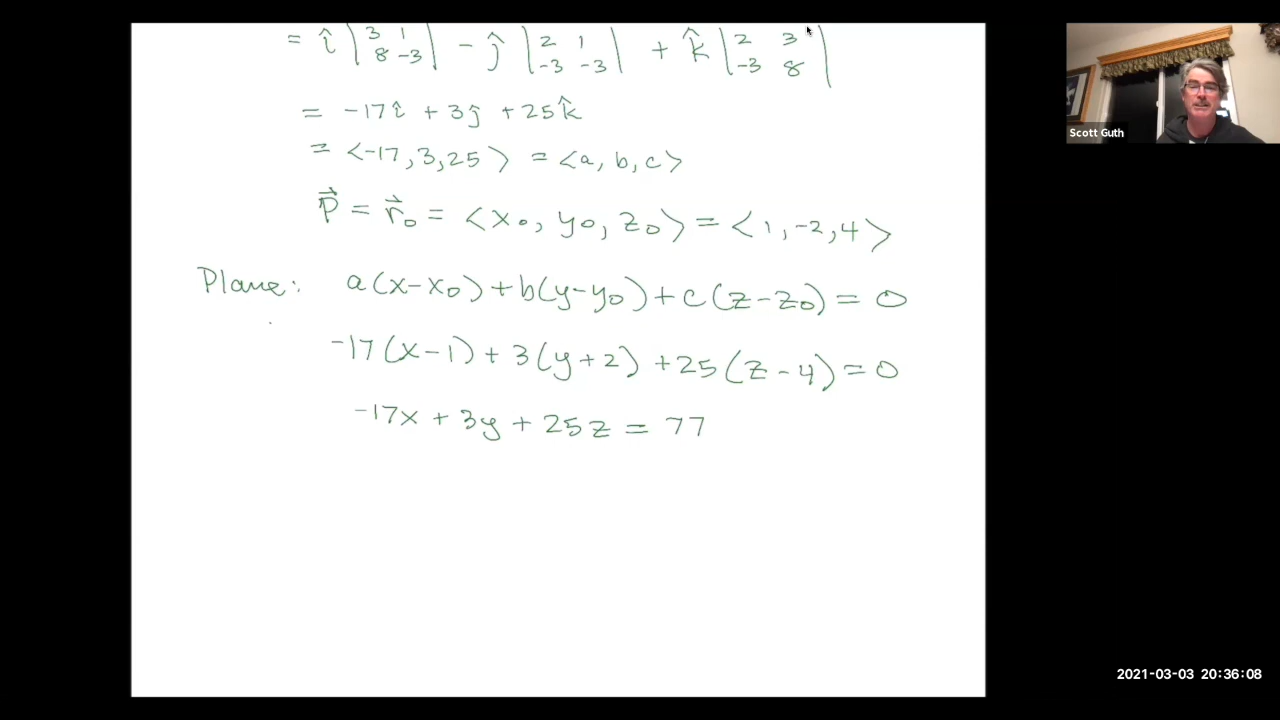 = î | 3 1 | - ĵ | 2 1 | + k̂ | 2 3 |
| 8 -3 | | -3 -3 | | -3 8 |
= -17î + 3ĵ + 25k̂
= <-17, 3, 25> = <a, b, c>
p⃗ = r⃗₀ = <x₀, y₀, z₀> = <1, -2, 4>
Plane: a(x-x₀) + b(y-y₀) + c(z-z₀) = 0
-17(x-1) + 3(y+2) + 25(z-4) = 0
-17x + 3y + 25z = 77
Scott Guth
2021-03-03 20:36:08